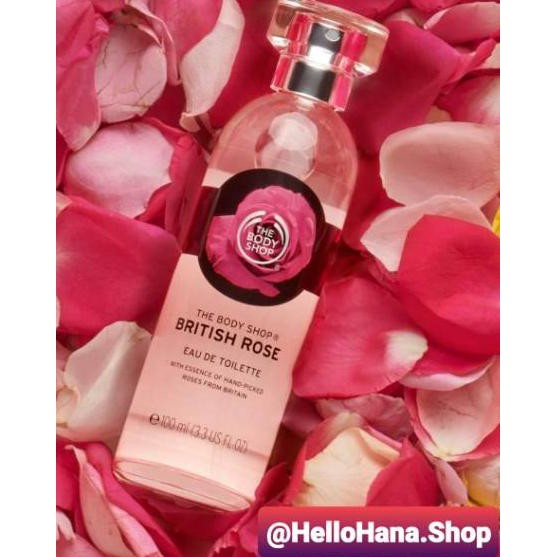 THE
BODY
SHOP
THE BODY SHOP®
BRITISH ROSE
EAU DE TOILETTE
WITH ESSENCE OF HAND-PICKED
ROSES FROM BRITAIN
℮100 ml (3.3 US FL OZ)
@HelloHana.Shop